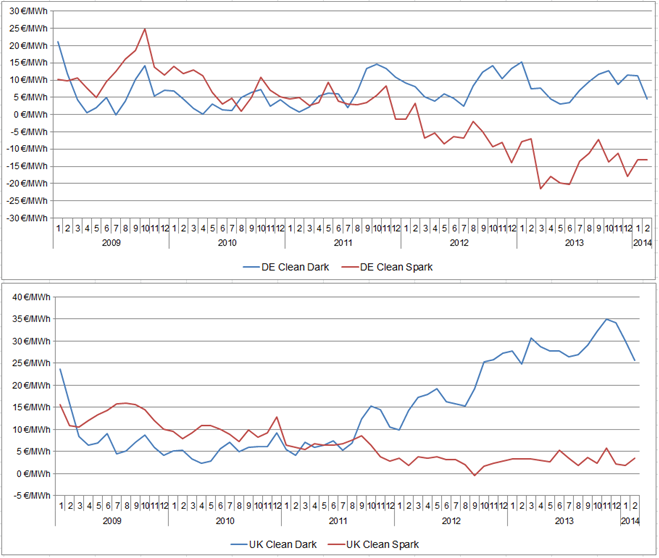 30 €/MWh
25 €/MWh
20 €/MWh
15 €/MWh
10 €/MWh
5 €/MWh
0 €/MWh
-5 €/MWh
-10 €/MWh
-15 €/MWh
-20 €/MWh
-25 €/MWh
-30 €/MWh
1 2 3 4 5 6 7 8 9 10 11 12 1 2 3 4 5 6 7 8 9 10 11 12 1 2 3 4 5 6 7 8 9 10 11 12 1 2 3 4 5 6 7 8 9 10 11 12 1 2 3 4 5 6 7 8 9 10 11 12 1 2
2009 2010 2011 2012 2013 2014
DE Clean Dark DE Clean Spark
40 €/MWh
35 €/MWh
30 €/MWh
25 €/MWh
20 €/MWh
15 €/MWh
10 €/MWh
5 €/MWh
0 €/MWh
-5 €/MWh
1 2 3 4 5 6 7 8 9 10 11 12 1 2 3 4 5 6 7 8 9 10 11 12 1 2 3 4 5 6 7 8 9 10 11 12 1 2 3 4 5 6 7 8 9 10 11 12 1 2 3 4 5 6 7 8 9 10 11 12 1 2
2009 2010 2011 2012 2013 2014
UK Clean Dark UK Clean Spark